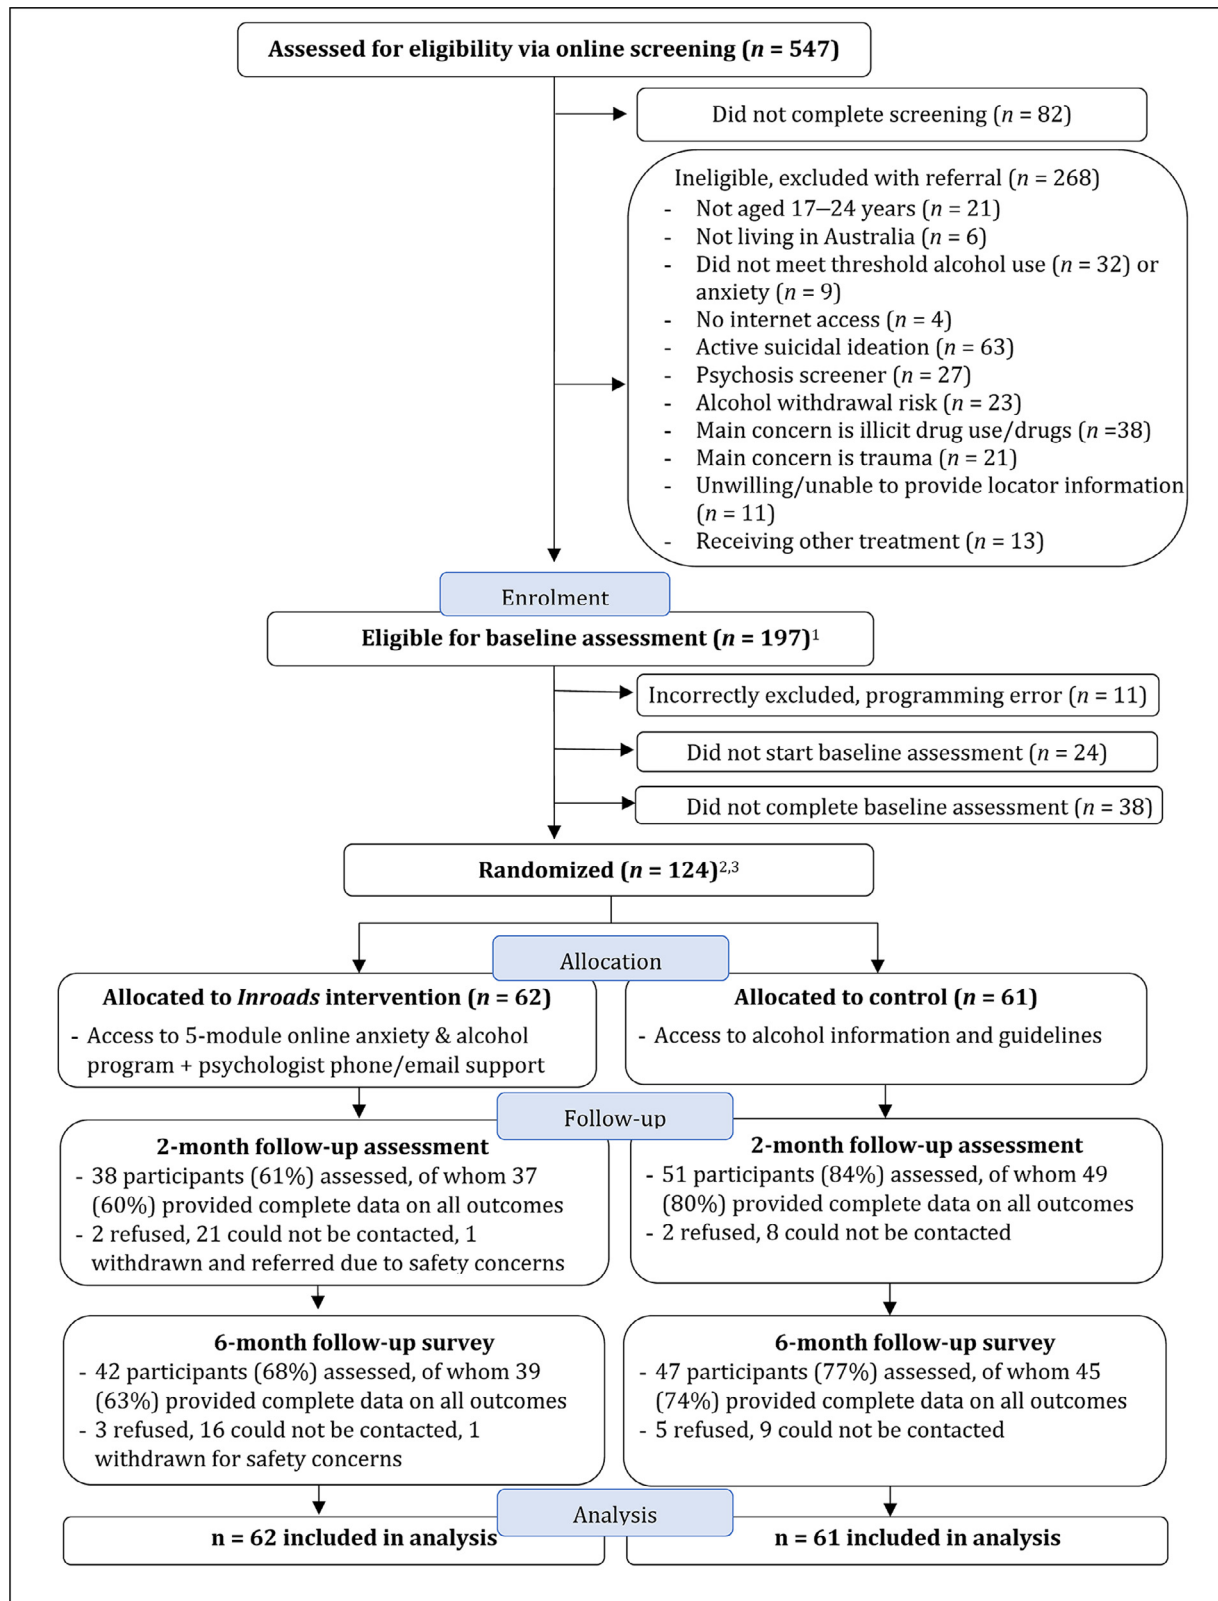 Assessed for eligibility via online screening (n = 547)
Did not complete screening (n = 82)
Ineligible, excluded with referral (n = 268)
- Not aged 17–24 years (n = 21)
- Not living in Australia (n = 6)
- Did not meet threshold alcohol use (n = 32) or
anxiety (n = 9)
- No internet access (n = 4)
- Active suicidal ideation (n = 63)
- Psychosis screener (n = 27)
- Alcohol withdrawal risk (n = 23)
- Main concern is illicit drug use/drugs (n =38)
- Main concern is trauma (n = 21)
- Unwilling/unable to provide locator information
(n = 11)
- Receiving other treatment (n = 13)
Enrolment
Eligible for baseline assessment (n = 197)1
Incorrectly excluded, programming error (n = 11)
Did not start baseline assessment (n = 24)
Did not complete baseline assessment (n = 38)
Randomized (n = 124)2,3
Allocation
Allocated to Inroads intervention (n = 62)
- Access to 5-module online anxiety & alcohol
program + psychologist phone/email support
Allocated to control (n = 61)
- Access to alcohol information and guidelines
Follow-up
2-month follow-up assessment
- 38 participants (61%) assessed, of whom 37
(60%) provided complete data on all outcomes
- 2 refused, 21 could not be contacted, 1
withdrawn and referred due to safety concerns
2-month follow-up assessment
- 51 participants (84%) assessed, of whom 49
(80%) provided complete data on all outcomes
- 2 refused, 8 could not be contacted
6-month follow-up survey
- 42 participants (68%) assessed, of whom 39
(63%) provided complete data on all outcomes
- 3 refused, 16 could not be contacted, 1
withdrawn for safety concerns
6-month follow-up survey
- 47 participants (77%) assessed, of whom 45
(74%) provided complete data on all outcomes
- 5 refused, 9 could not be contacted
Analysis
n = 62 included in analysis
n = 61 included in analysis